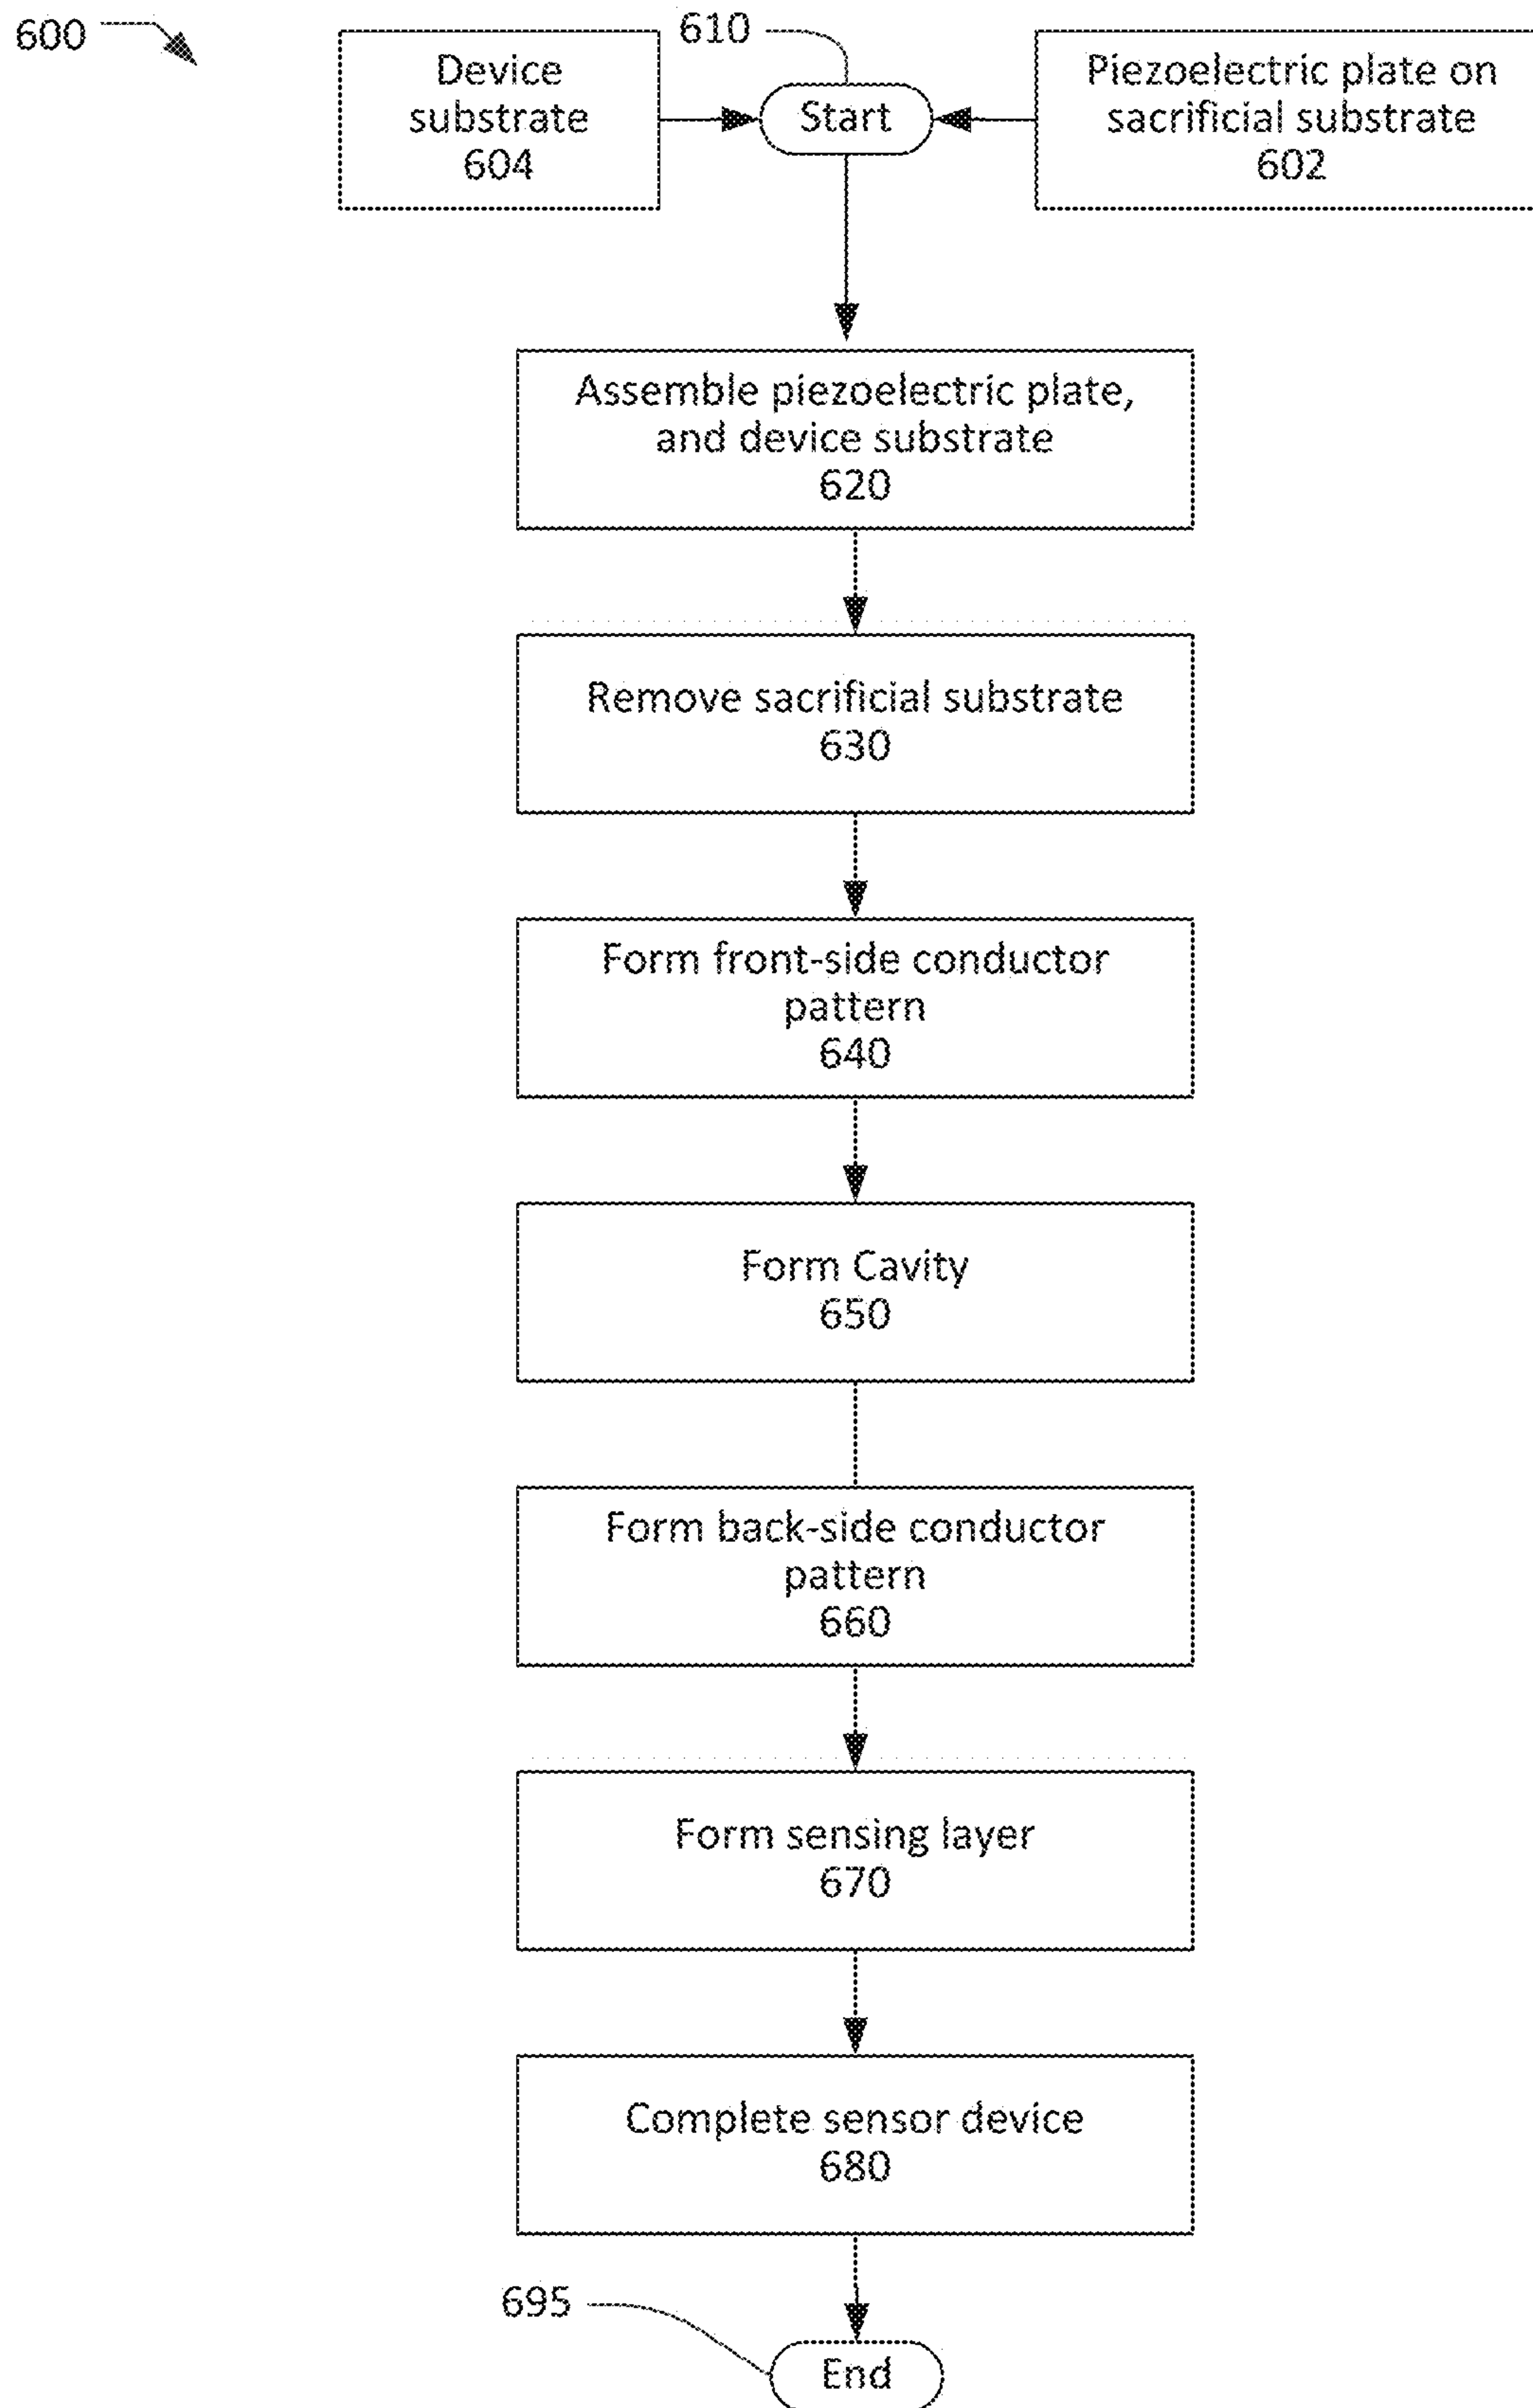 600
610
Device
substrate
604
Start
Piezoelectric plate on
sacrificial substrate
602
Assemble piezoelectric plate,
and device substrate
620
Remove sacrificial substrate
630
Form front-side conductor
pattern
640
Form Cavity
650
Form back-side conductor
pattern
660
Form sensing layer
670
Complete sensor device
680
695
End